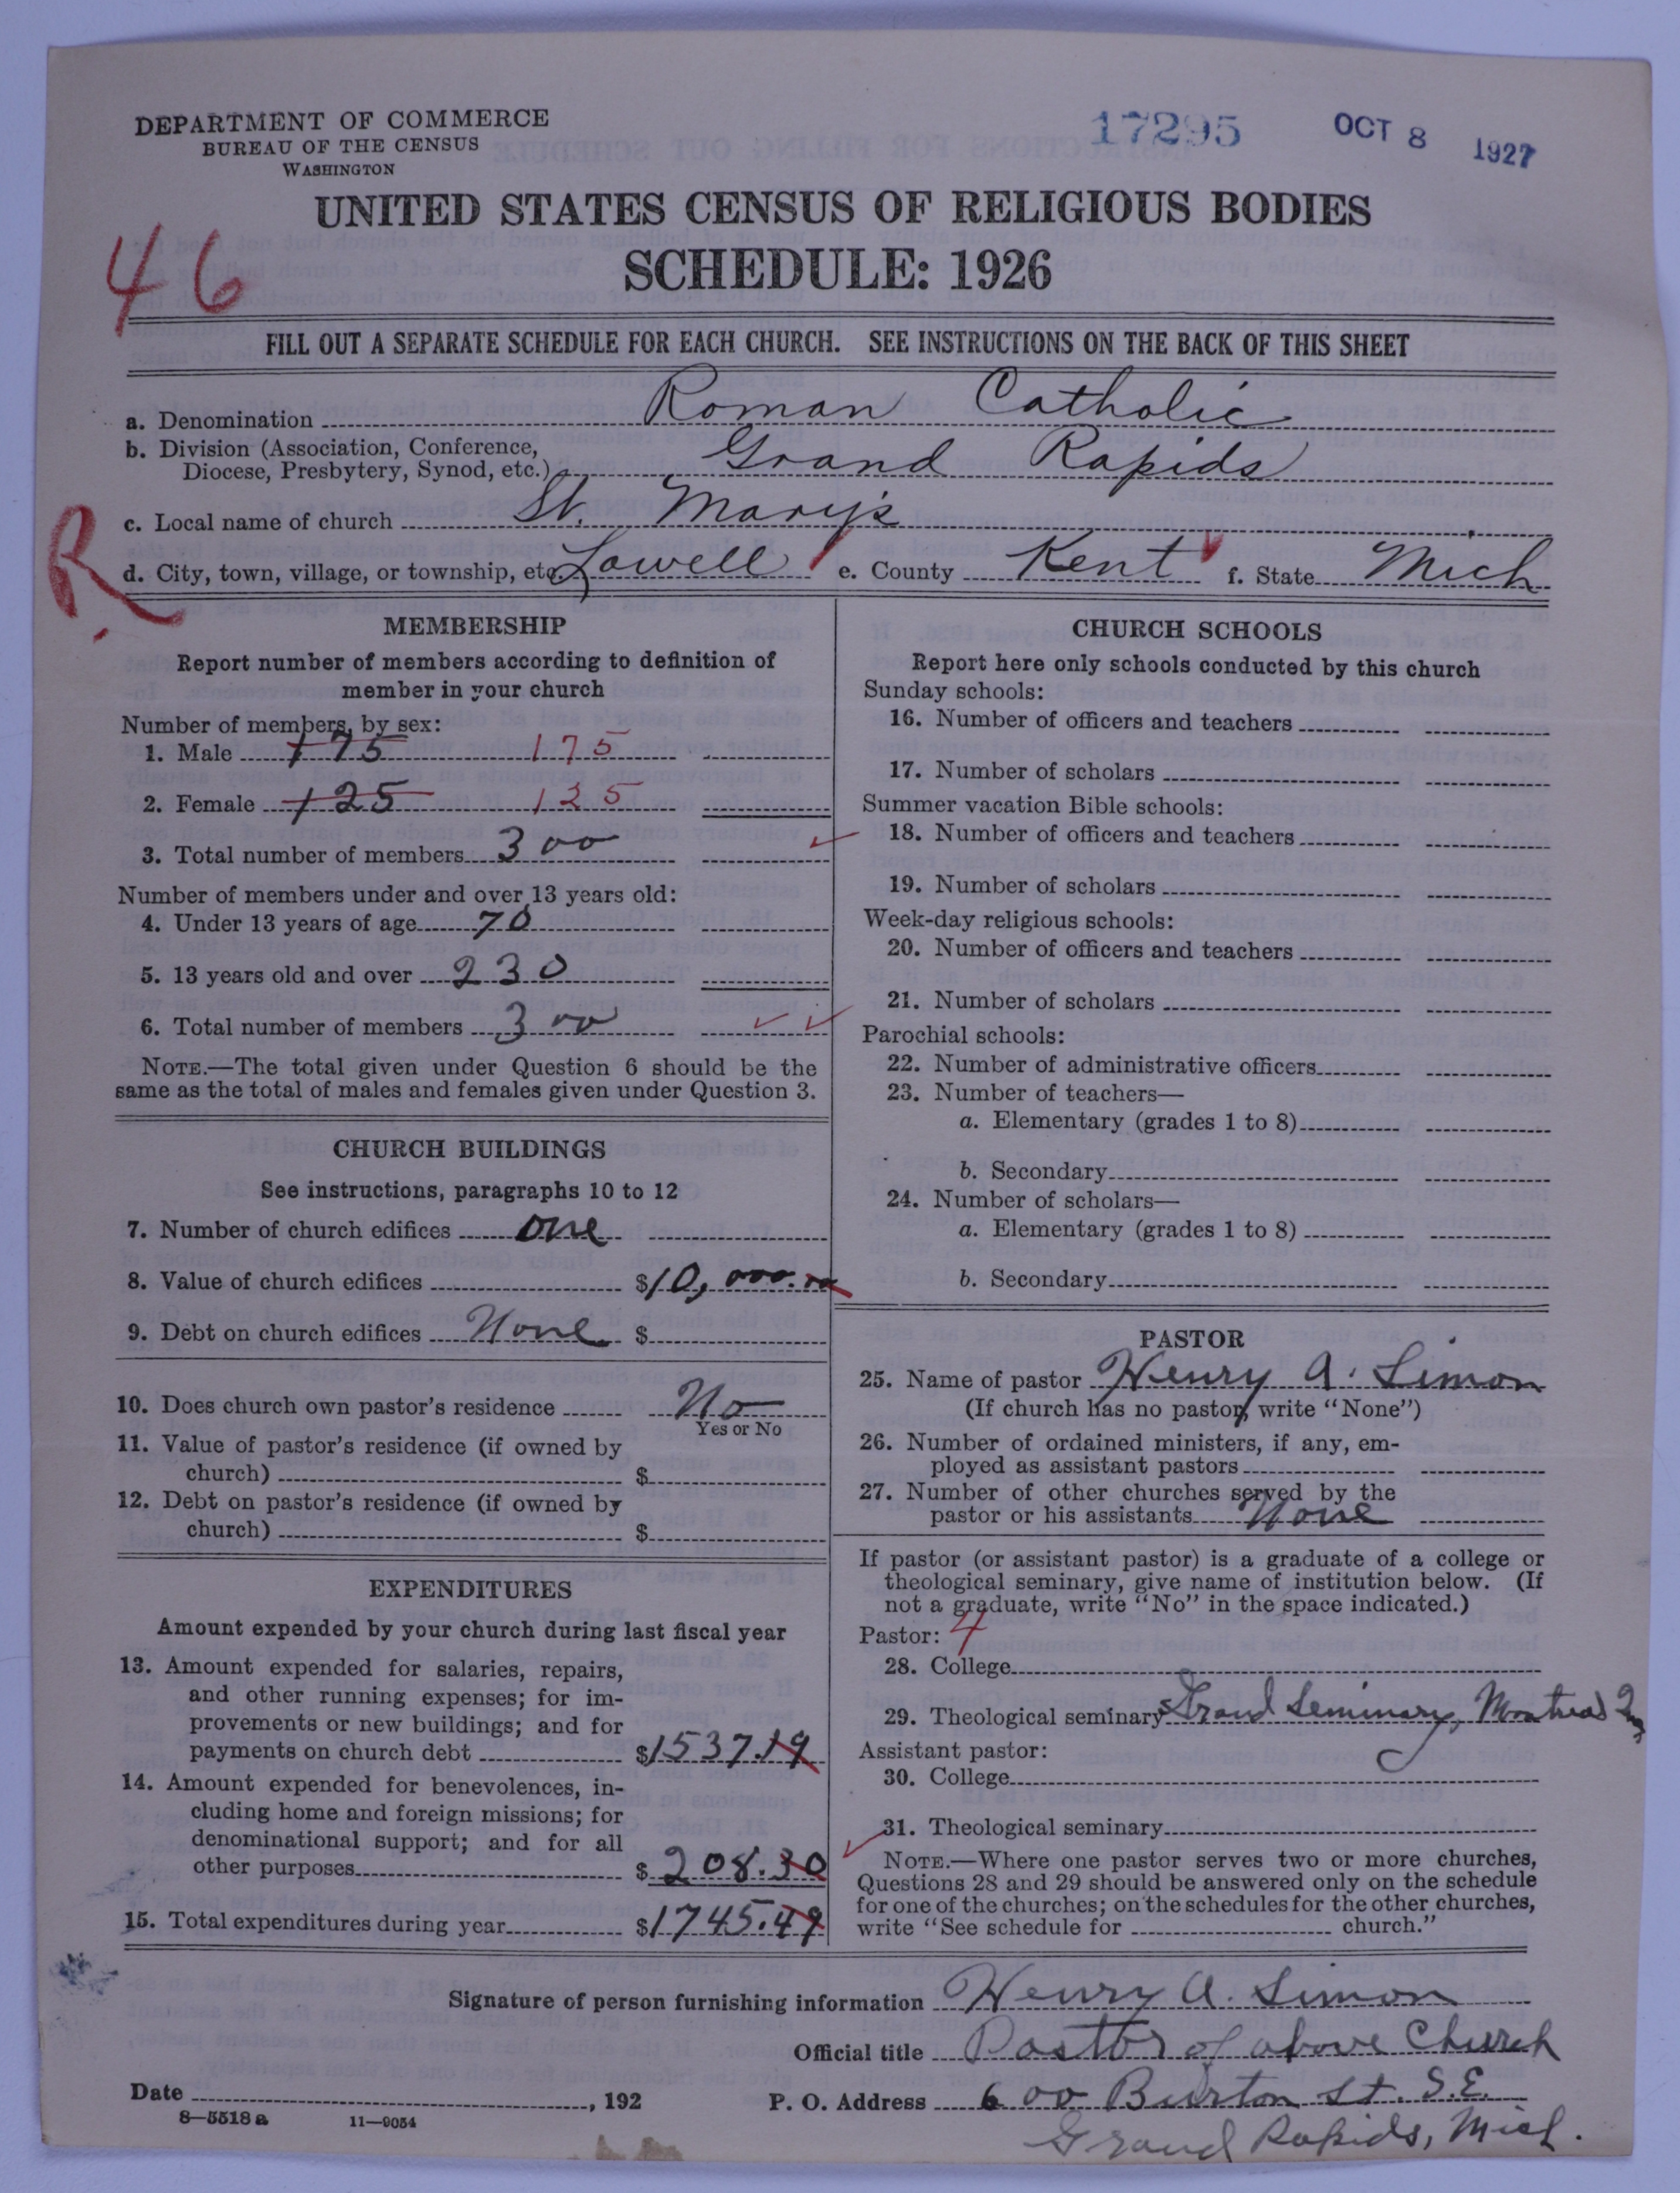 DEPARTMENT OF COMMERCE
BUREAU OF THE CENSUS
WASHINGTON
17295 OCT 8 1927
UNITED STATES CENSUS OF RELIGIOUS BODIES
SCHEDULE: 1926
46
FILL OUT A SEPARATE SCHEDULE FOR EACH CHURCH. SEE INSTRUCTIONS ON THE BACK OF THIS SHEET
a. Denomination Roman Catholic
b. Division (Association, Conference,
Diocese, Presbytery, Synod, etc.) Grand Rapids
c. Local name of church St. Mary's
R
d. City, town, village, or township, etc. Lowell e. County Kent f. State Mich
MEMBERSHIP
Report number of members according to definition of
member in your church
Number of members, by sex:
1. Male 175 175
2. Female 125 125
3. Total number of members 300
Number of members under and over 13 years old:
4. Under 13 years of age 70
5. 13 years old and over 230
6. Total number of members 300
NOTE.—The total given under Question 6 should be the
same as the total of males and females given under Question 3.
CHURCH BUILDINGS
See instructions, paragraphs 10 to 12
7. Number of church edifices one
8. Value of church edifices $10,000.00
9. Debt on church edifices None $
10. Does church own pastor's residence No
Yes or No
11. Value of pastor's residence (if owned by
church) $
12. Debt on pastor's residence (if owned by
church) $
EXPENDITURES
Amount expended by your church during last fiscal year
13. Amount expended for salaries, repairs,
and other running expenses; for im-
provements or new buildings; and for
payments on church debt $1537.19
14. Amount expended for benevolences, in-
cluding home and foreign missions; for
denominational support; and for all
other purposes $208.30
15. Total expenditures during year $1745.49
CHURCH SCHOOLS
Report here only schools conducted by this church
Sunday schools:
16. Number of officers and teachers
17. Number of scholars
Summer vacation Bible schools:
18. Number of officers and teachers
19. Number of scholars
Week-day religious schools:
20. Number of officers and teachers
21. Number of scholars
Parochial schools:
22. Number of administrative officers
23. Number of teachers—
a. Elementary (grades 1 to 8)
b. Secondary
24. Number of scholars—
a. Elementary (grades 1 to 8)
b. Secondary
PASTOR
25. Name of pastor Henry A. Simon
(If church has no pastor, write "None")
26. Number of ordained ministers, if any, em-
ployed as assistant pastors
27. Number of other churches served by the
pastor or his assistants None
If pastor (or assistant pastor) is a graduate of a college or
theological seminary, give name of institution below. (If
not a graduate, write "No" in the space indicated.)
Pastor: 4
28. College
29. Theological seminary Grand Seminary, Montreal
Assistant pastor:
30. College
31. Theological seminary
NOTE.—Where one pastor serves two or more churches,
Questions 28 and 29 should be answered only on the schedule
for one of the churches; on the schedules for the other churches,
write "See schedule for church."
Signature of person furnishing information Henry A. Simon
Official title Pastor of above Church
Date , 192 P. O. Address 600 Burton St. S.E.
8—5518a 11—9054
Grand Rapids, Mich.